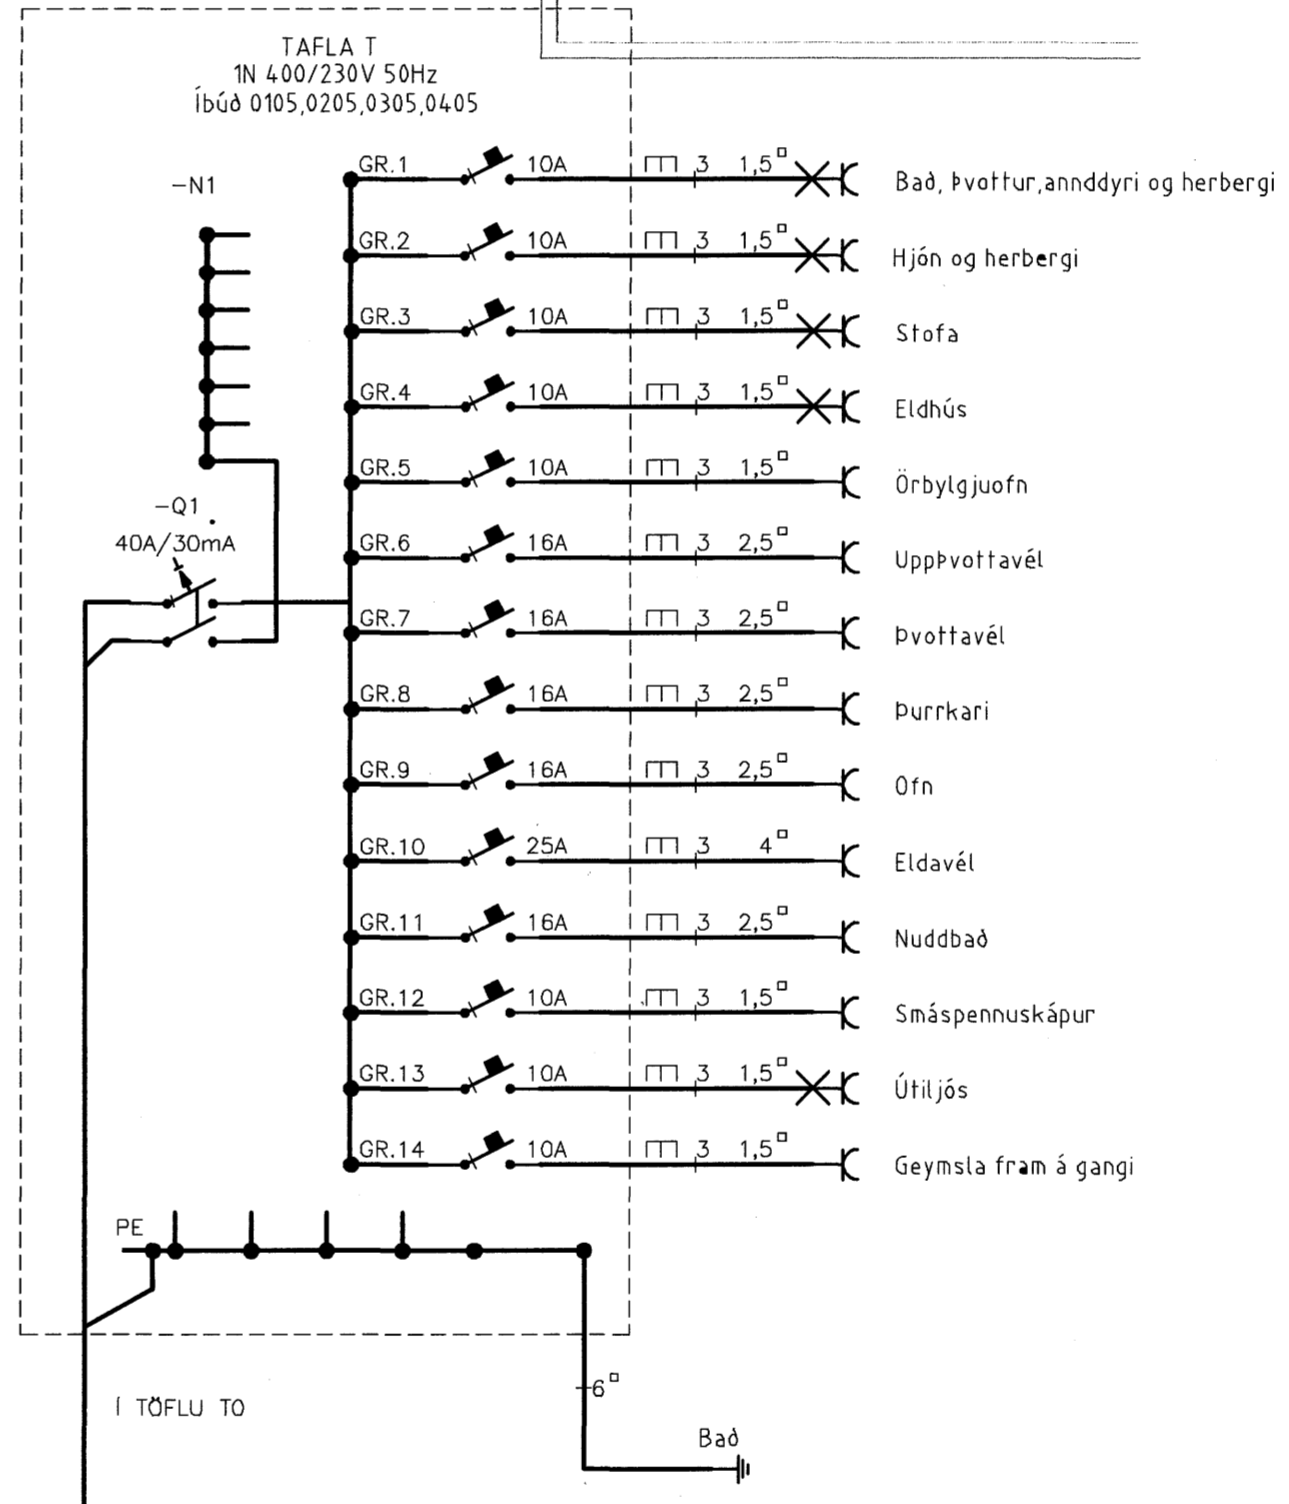 TAFLA T
1N 400/230V 50Hz
Íbúð 0105,0205,0305,0405
-N1
-Q1
40A/30mA
GR.1 10A 3 1,5▫ Bað, Þvottur,annddyri og herbergi
GR.2 10A 3 1,5▫ Hjón og herbergi
GR.3 10A 3 1,5▫ Stofa
GR.4 10A 3 1,5▫ Eldhús
GR.5 10A 3 1,5▫ Örbylgjuofn
GR.6 16A 3 2,5▫ UppÞvottavél
GR.7 16A 3 2,5▫ Þvottavél
GR.8 16A 3 2,5▫ Þurrkari
GR.9 16A 3 2,5▫ Ofn
GR.10 25A 3 4▫ Eldavél
GR.11 16A 3 2,5▫ Nuddbað
GR.12 10A 3 1,5▫ Smáspennuskápur
GR.13 10A 3 1,5▫ Útiljós
GR.14 10A 3 1,5▫ Geymsla fram á gangi
PE
6▫
Í TÖFLU TO
Bað